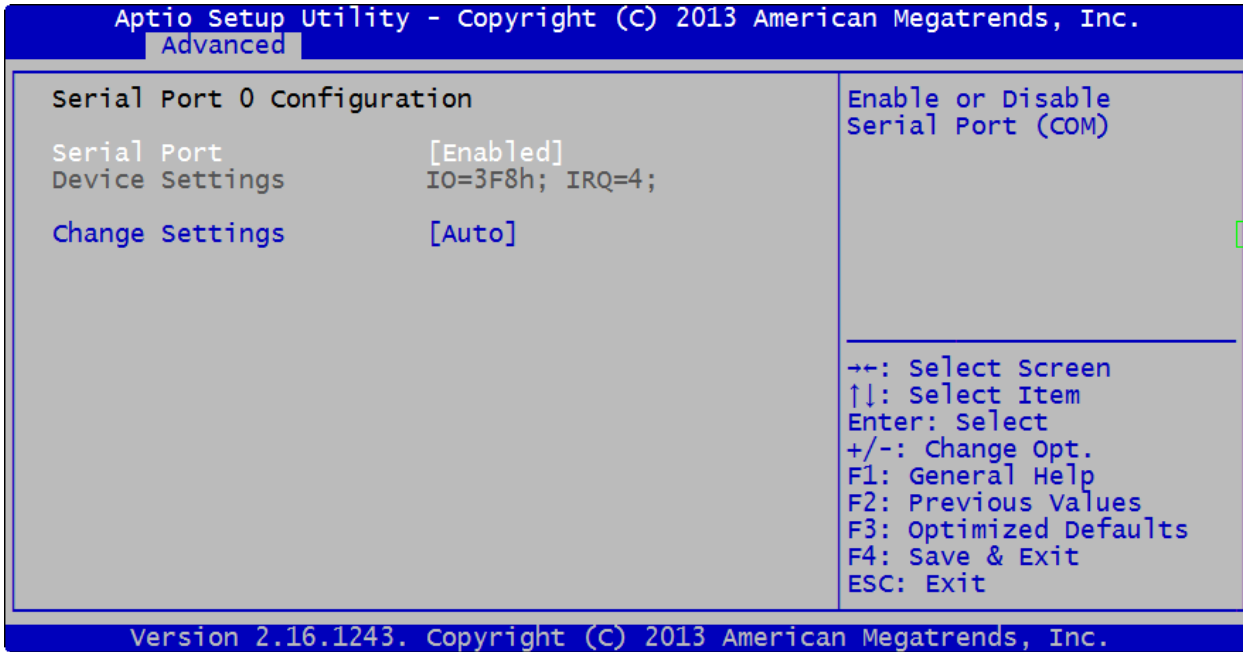 Aptio Setup Utility - Copyright (C) 2013 American Megatrends, Inc.
Advanced
Serial Port 0 Configuration
Serial Port [Enabled]
Device Settings IO=3F8h; IRQ=4;
Change Settings [Auto]
Enable or Disable
Serial Port (COM)
→←: Select Screen
↑↓: Select Item
Enter: Select
+/-: Change Opt.
F1: General Help
F2: Previous Values
F3: Optimized Defaults
F4: Save & Exit
ESC: Exit
Version 2.16.1243. Copyright (C) 2013 American Megatrends, Inc.